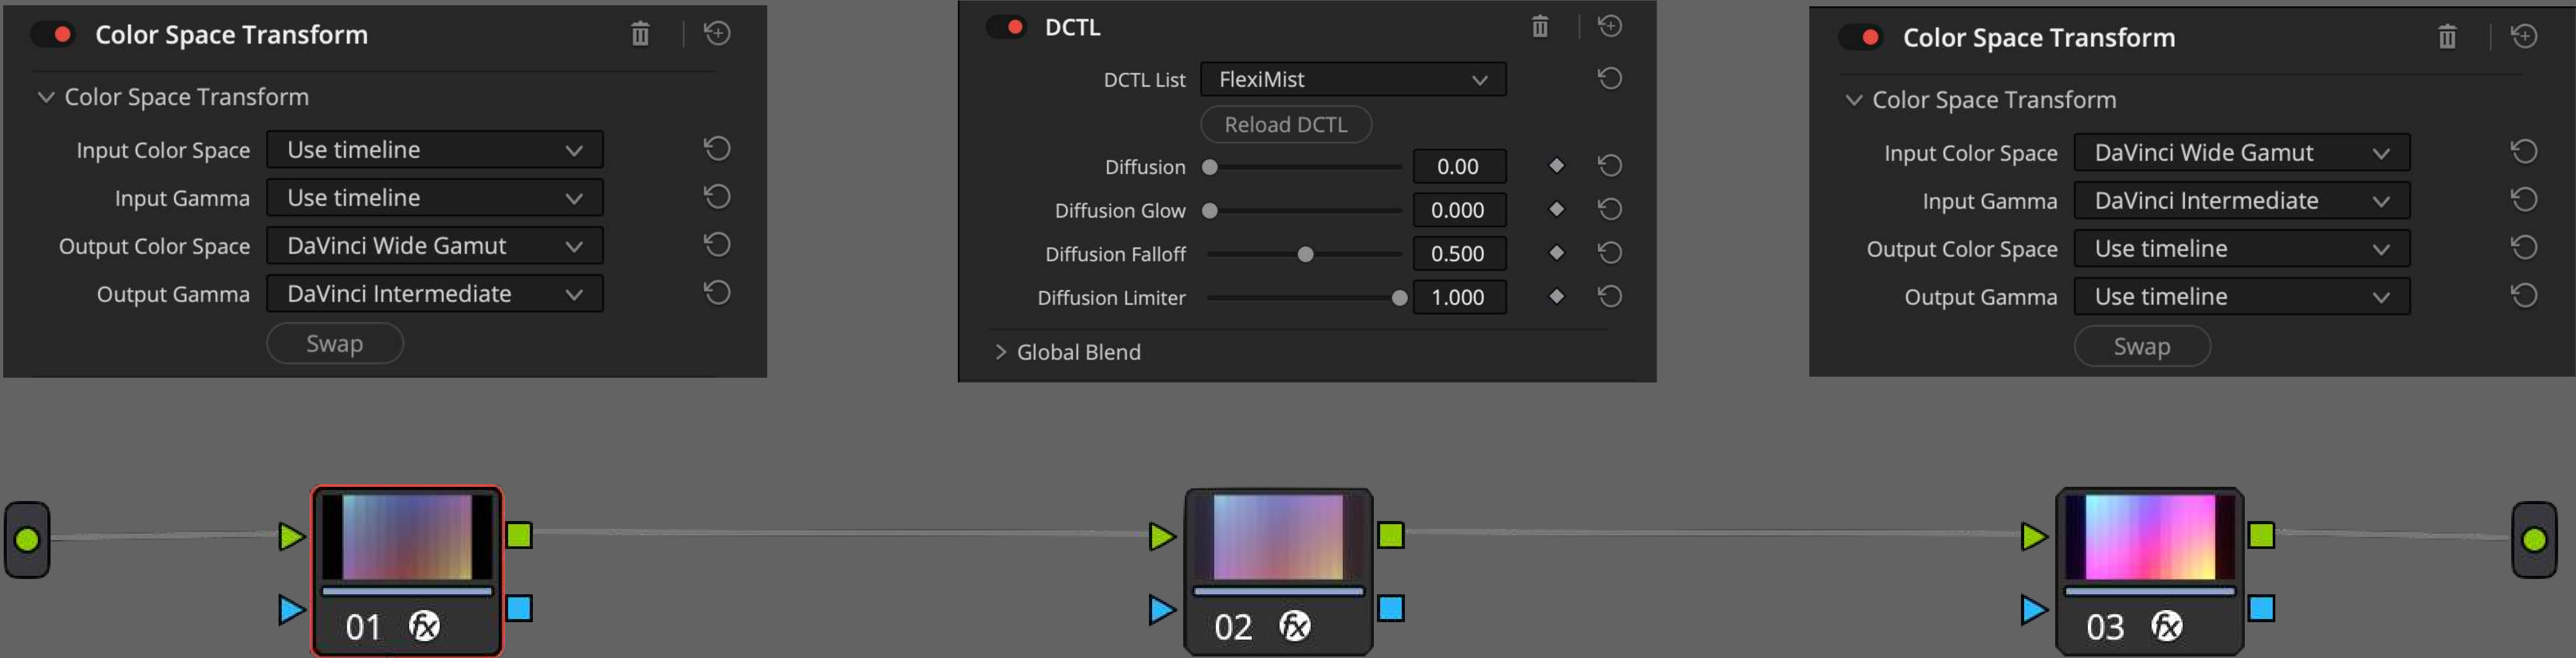 Color Space Transform
Color Space Transform
Input Color Space Use timeline
Input Gamma Use timeline
Output Color Space DaVinci Wide Gamut
Output Gamma DaVinci Intermediate
Swap
DCTL
DCTL List FlexiMist
Reload DCTL
Diffusion 0.00
Diffusion Glow 0.000
Diffusion Falloff 0.500
Diffusion Limiter 1.000
Global Blend
Color Space Transform
Color Space Transform
Input Color Space DaVinci Wide Gamut
Input Gamma DaVinci Intermediate
Output Color Space Use timeline
Output Gamma Use timeline
Swap
01 fx
02 fx
03 fx